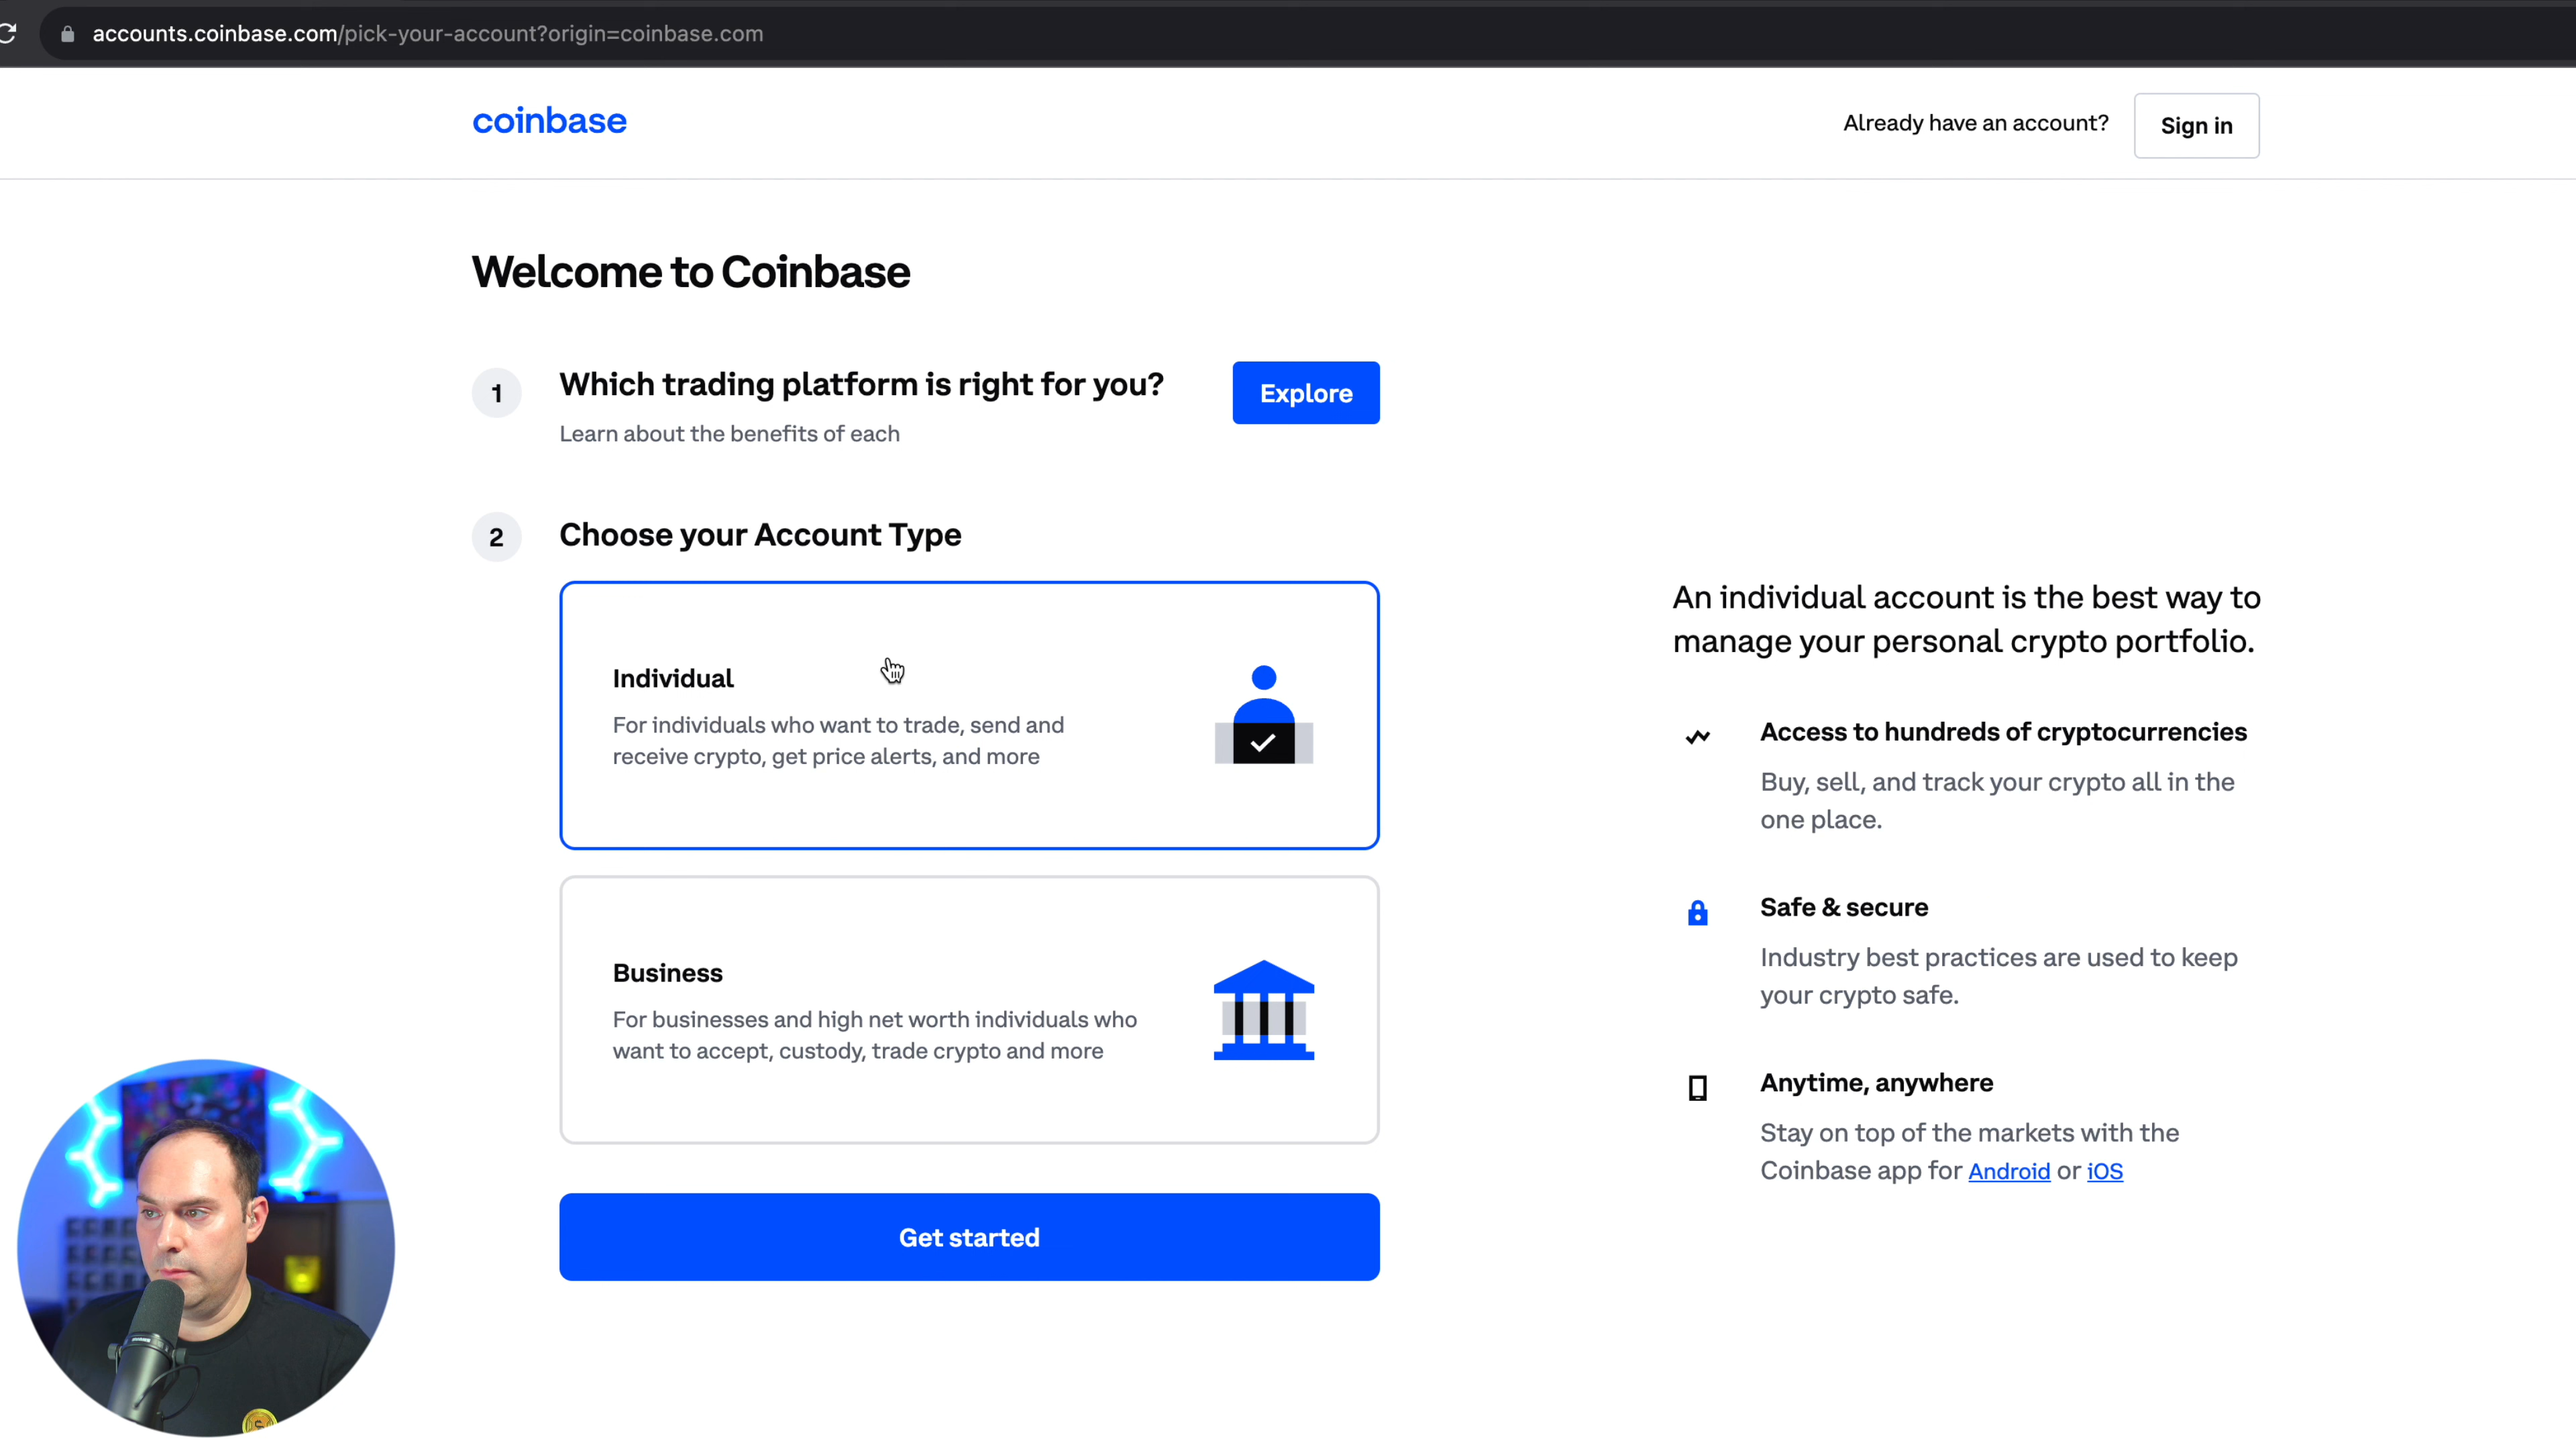 accounts.coinbase.com/pick-your-account?origin=coinbase.com
coinbase
Already have an account?
Sign in
Welcome to Coinbase
1
Which trading platform is right for you?
Learn about the benefits of each
Explore
2
Choose your Account Type
Individual
For individuals who want to trade, send and
receive crypto, get price alerts, and more
Business
For businesses and high net worth individuals who
want to accept, custody, trade crypto and more
Get started
An individual account is the best way to
manage your personal crypto portfolio.
Access to hundreds of cryptocurrencies
Buy, sell, and track your crypto all in the
one place.
Safe & secure
Industry best practices are used to keep
your crypto safe.
Anytime, anywhere
Stay on top of the markets with the
Coinbase app for Android or iOS